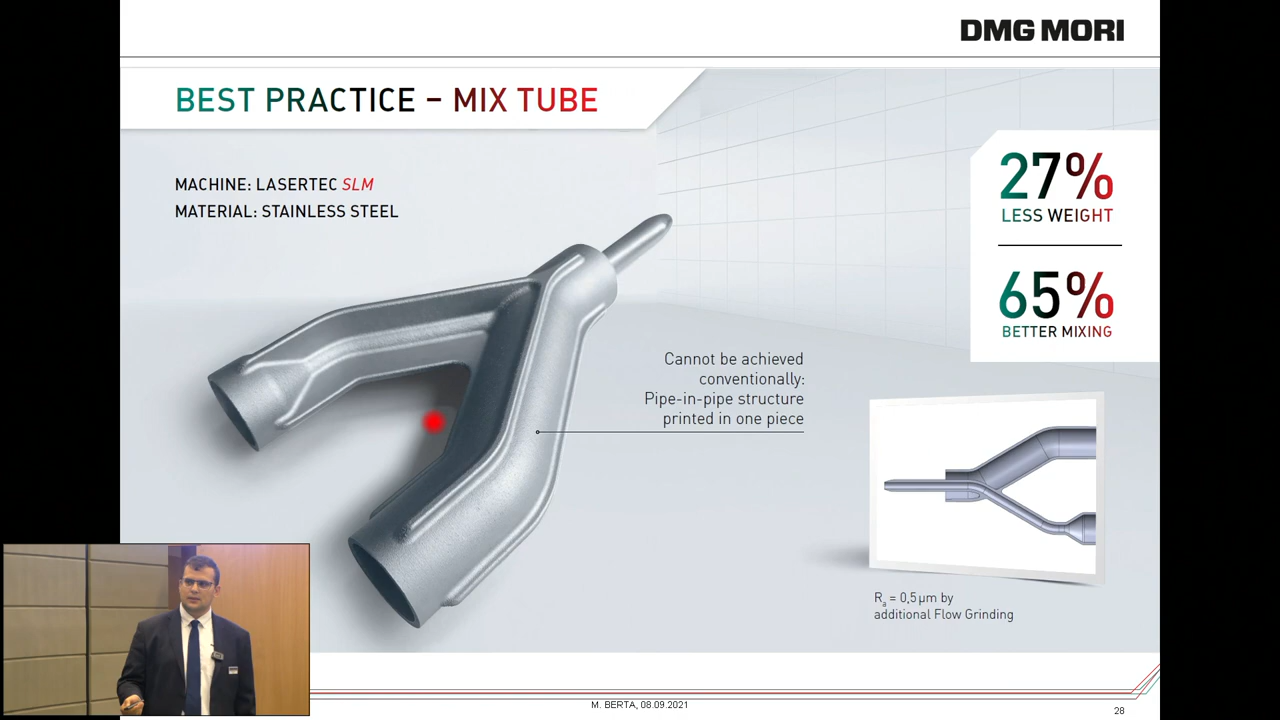 DMG MORI
BEST PRACTICE – MIX TUBE
MACHINE: LASERTEC SLM
MATERIAL: STAINLESS STEEL
27%
LESS WEIGHT
65%
BETTER MIXING
Cannot be achieved
conventionally:
Pipe-in-pipe structure
printed in one piece
Ra = 0,5 µm by
additional Flow Grinding
M. BERTA, 08.09.2021
28